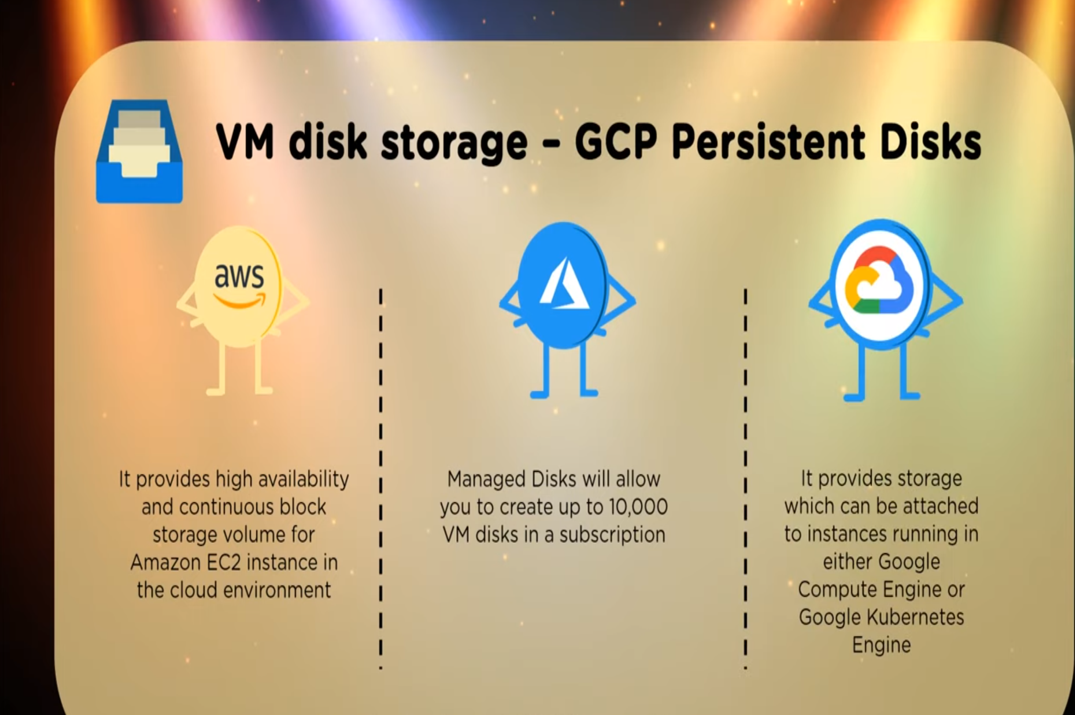 VM disk storage – GCP Persistent Disks
aws
It provides high availability
and continuous block
storage volume for
Amazon EC2 instance in
the cloud environment
Managed Disks will allow
you to create up to 10,000
VM disks in a subscription
It provides storage
which can be attached
to instances running in
either Google
Compute Engine or
Google Kubernetes
Engine